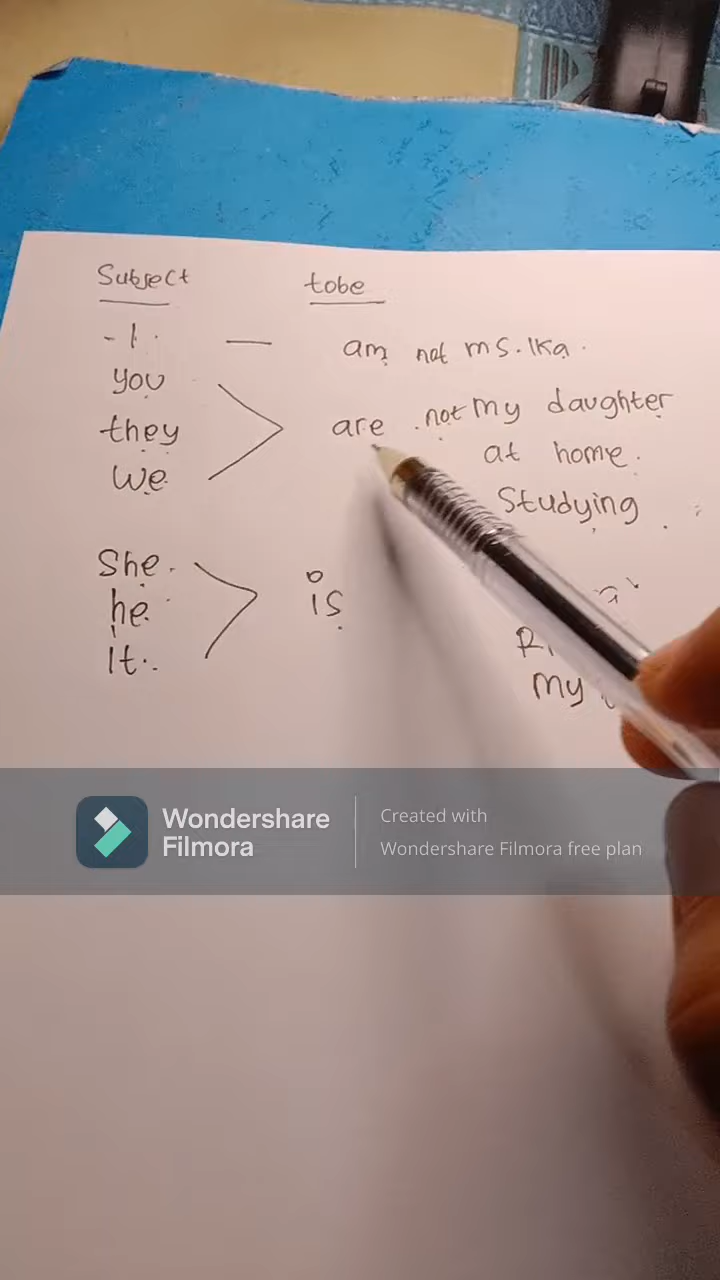 Subject tobe
- I. — am not ms. Ika.
you
they are . not My daughter
at home.
We
Studying .
She.
he is
It..
My
Wondershare
Filmora
Created with
Wondershare Filmora free plan